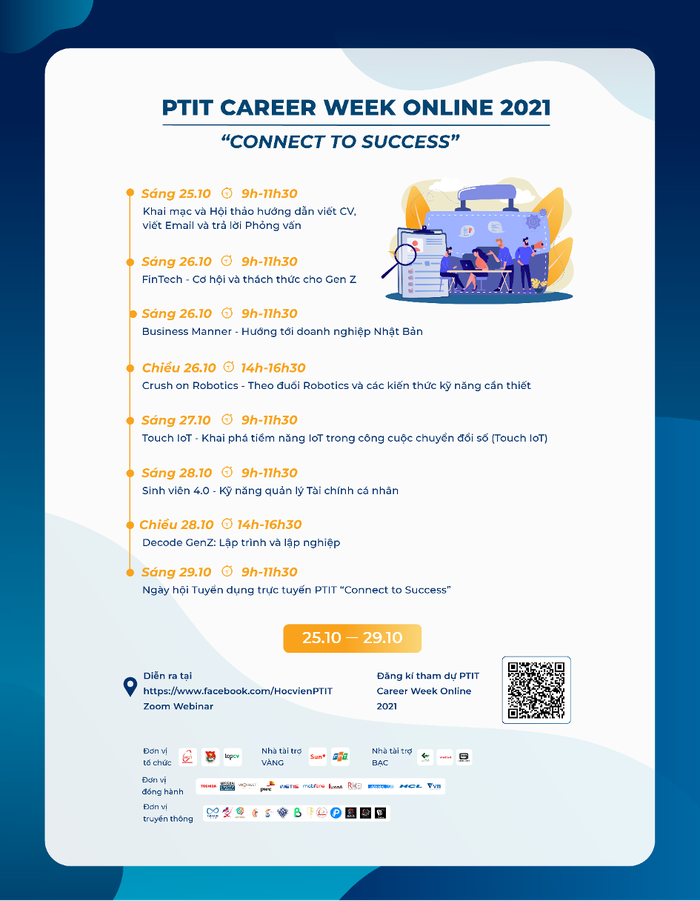 PTIT CAREER WEEK ONLINE 2021
“CONNECT TO SUCCESS”
Sáng 25.10 9h-11h30
Khai mạc và Hội thảo hướng dẫn viết CV,
viết Email và trả lời Phỏng vấn
Sáng 26.10 9h-11h30
FinTech - Cơ hội và thách thức cho Gen Z
Sáng 26.10 9h-11h30
Business Manner - Hướng tới doanh nghiệp Nhật Bản
Chiều 26.10 14h-16h30
Crush on Robotics - Theo đuổi Robotics và các kiến thức kỹ năng cần thiết
Sáng 27.10 9h-11h30
Touch IoT - Khai phá tiềm năng IoT trong công cuộc chuyển đổi số (Touch IoT)
Sáng 28.10 9h-11h30
Sinh viên 4.0 - Kỹ năng quản lý Tài chính cá nhân
Chiều 28.10 14h-16h30
Decode GenZ: Lập trình và lập nghiệp
Sáng 29.10 9h-11h30
Ngày hội Tuyển dụng trực tuyến PTIT “Connect to Success”
25.10 — 29.10
Diễn ra tại
https://www.facebook.com/HocvienPTIT
Zoom Webinar
Đăng kí tham dự PTIT
Career Week Online
2021
Đơn vị
tổ chức
topcv
Nhà tài trợ
VÀNG
Sun*
FPT
Nhà tài trợ
BẠC
Đơn vị
đồng hành
TOSHIBA
pwc
mobifone
HCL
VVB
Đơn vị
truyền thông